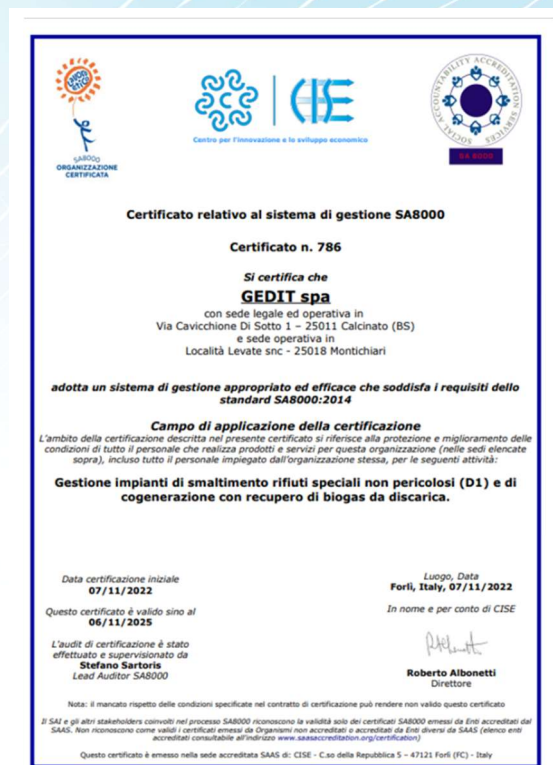 LAVORO ETICO
SA8000
ORGANIZZAZIONE
CERTIFICATA
CISE
Centro per l'innovazione e lo sviluppo economico
SOCIAL ACCOUNTABILITY ACCREDITATION SERVICES
SA 8000
Certificato relativo al sistema di gestione SA8000
Certificato n. 786
Si certifica che
GEDIT spa
con sede legale ed operativa in
Via Cavicchione Di Sotto 1 – 25011 Calcinato (BS)
e sede operativa in
Località Levate snc - 25018 Montichiari
adotta un sistema di gestione appropriato ed efficace che soddisfa i requisiti dello
standard SA8000:2014
Campo di applicazione della certificazione
L'ambito della certificazione descritta nel presente certificato si riferisce alla protezione e miglioramento delle
condizioni di tutto il personale che realizza prodotti e servizi per questa organizzazione (nelle sedi elencate
sopra), incluso tutto il personale impiegato dall'organizzazione stessa, per le seguenti attività:
Gestione impianti di smaltimento rifiuti speciali non pericolosi (D1) e di
cogenerazione con recupero di biogas da discarica.
Data certificazione iniziale
07/11/2022
Questo certificato è valido sino al
06/11/2025
L'audit di certificazione è stato
effettuato e supervisionato da
Stefano Sartoris
Lead Auditor SA8000
Luogo, Data
Forlì, Italy, 07/11/2022
In nome e per conto di CISE
Roberto Albonetti
Direttore
Nota: il mancato rispetto delle condizioni specificate nel contratto di certificazione può rendere non valido questo certificato
Il SAI e gli altri stakeholders coinvolti nel processo SA8000 riconoscono la validità solo dei certificati SA8000 emessi da Enti accreditati dal
SAAS. Non riconoscono come validi i certificati emessi da Organismi non accreditati o accreditati da Enti diversi da SAAS (elenco enti
accreditati consultabile all'indirizzo www.saasaccreditation.org/certification)
Questo certificato è emesso nella sede accreditata SAAS di: CISE - C.so della Repubblica 5 – 47121 Forlì (FC) - Italy